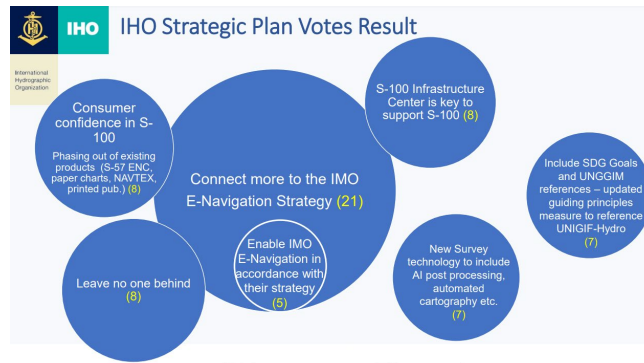 IHO
IHO Strategic Plan Votes Result
International
Hydrographic
Organization
Consumer
confidence in S-
100
Phasing out of existing
products (S-57 ENC,
paper charts, NAVTEX,
printed pub.) (8)
S-100 Infrastructure
Center is key to
support S-100 (8)
Connect more to the IMO
E-Navigation Strategy (21)
Include SDG Goals
and UNGGIM
references – updated
guiding principles
measure to reference
UNIGIF-Hydro
(7)
Enable IMO
E-Navigation in
accordance with
their strategy
(5)
Leave no one behind
(8)
New Survey
technology to include
AI post processing,
automated
cartography etc.
(7)